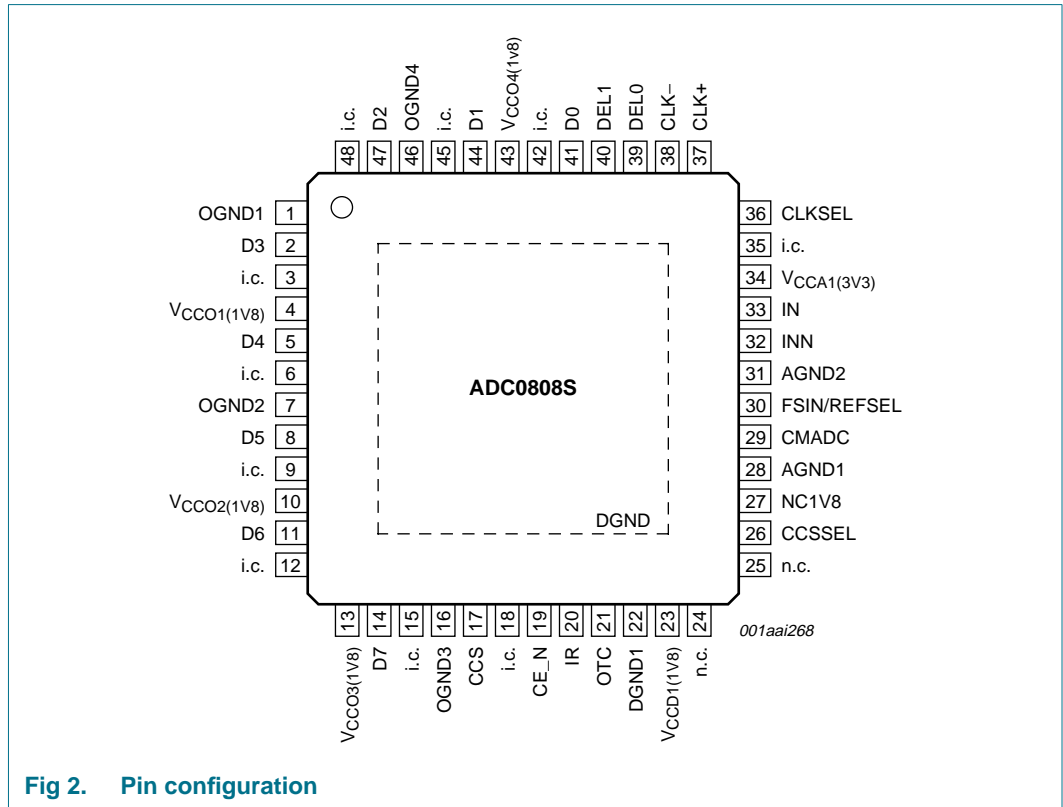 i.c. D2 OGND4 i.c. D1 VCCO4(1v8) i.c. D0 DEL1 DEL0 CLK− CLK+
48 47 46 45 44 43 42 41 40 39 38 37
OGND1 1 36 CLKSEL
D3 2 35 i.c.
i.c. 3 34 VCCA1(3V3)
VCCO1(1V8) 4 33 IN
D4 5 32 INN
i.c. 6 31 AGND2
ADC0808S
OGND2 7 30 FSIN/REFSEL
D5 8 29 CMADC
i.c. 9 28 AGND1
VCCO2(1V8) 10 27 NC1V8
DGND
D6 11 26 CCSSEL
i.c. 12 25 n.c.
13 14 15 16 17 18 19 20 21 22 23 24
001aai268
VCCO3(1V8) D7 i.c. OGND3 CCS i.c. CE_N IR OTC DGND1 VCCD1(1V8) n.c.
Fig 2. Pin configuration